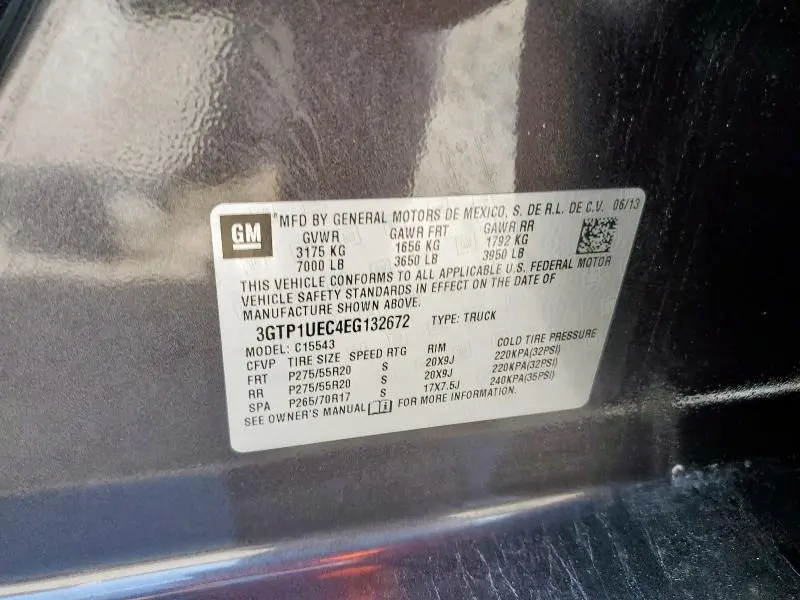 GM
"MFD BY GENERAL MOTORS DE MEXICO, S. DE R.L. DE C.V. 06/13
GVWR GAWR FRT GAWR RR
3175 KG 1656 KG 1792 KG
7000 LB 3650 LB 3950 LB
THIS VEHICLE CONFORMS TO ALL APPLICABLE U.S. FEDERAL MOTOR
VEHICLE SAFETY STANDARDS IN EFFECT ON THE DATE OF
MANUFACTURE SHOWN ABOVE.
3GTP1UEC4EG132672 TYPE: TRUCK
MODEL: C15543
CFVP TIRE SIZE SPEED RTG RIM COLD TIRE PRESSURE
FRT P275/55R20 S 20X9J 220KPA(32PSI)
RR P275/55R20 S 20X9J 220KPA(32PSI)
SPA P265/70R17 S 17X7.5J 240KPA(35PSI)
SEE OWNER'S MANUAL FOR MORE INFORMATION.